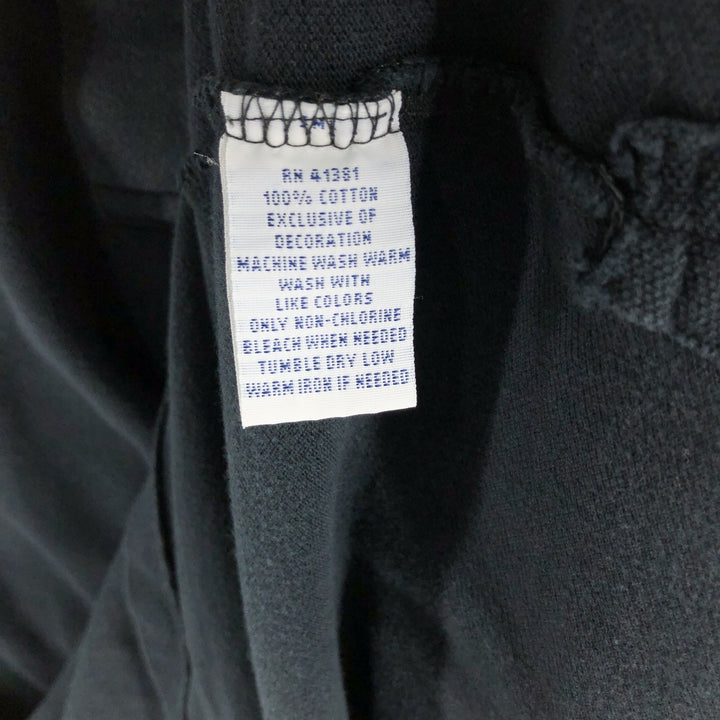 RN 41381
100% COTTON
EXCLUSIVE OF
DECORATION
MACHINE WASH WARM
WASH WITH
LIKE COLORS
ONLY NON-CHLORINE
BLEACH WHEN NEEDED
TUMBLE DRY LOW
WARM IRON IF NEEDED